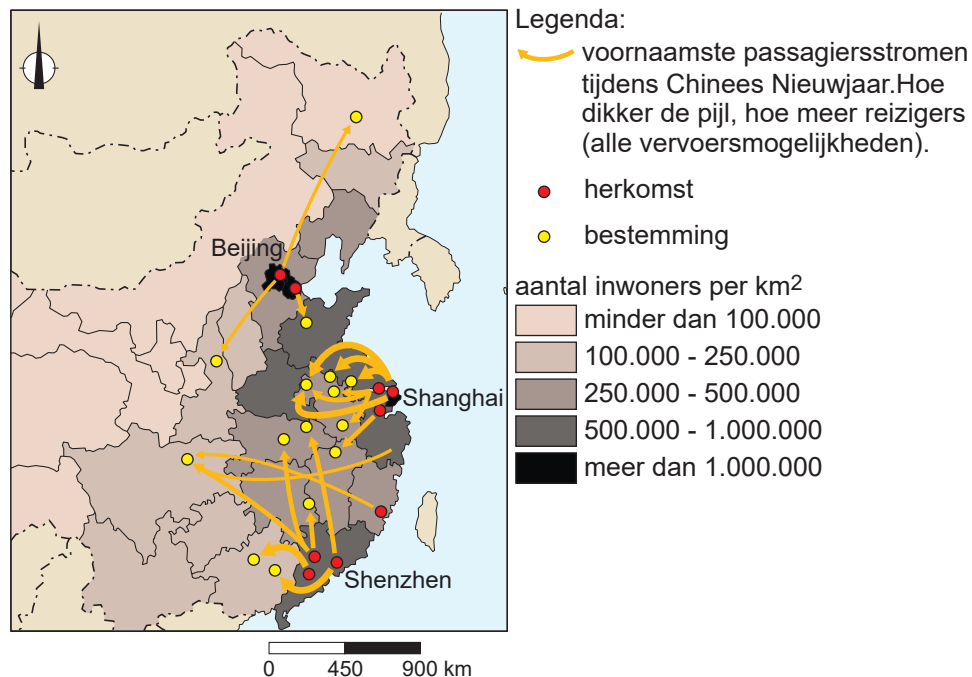 Legenda:
voornaamste passagiersstromen
tijdens Chinees Nieuwjaar.Hoe
dikker de pijl, hoe meer reizigers
(alle vervoersmogelijkheden).
herkomst
bestemming
aantal inwoners per km2
minder dan 100.000
100.000 - 250.000
250.000 - 500.000
500.000 - 1.000.000
meer dan 1.000.000
Beijing
Shanghai
Shenzhen
0 450 900 km